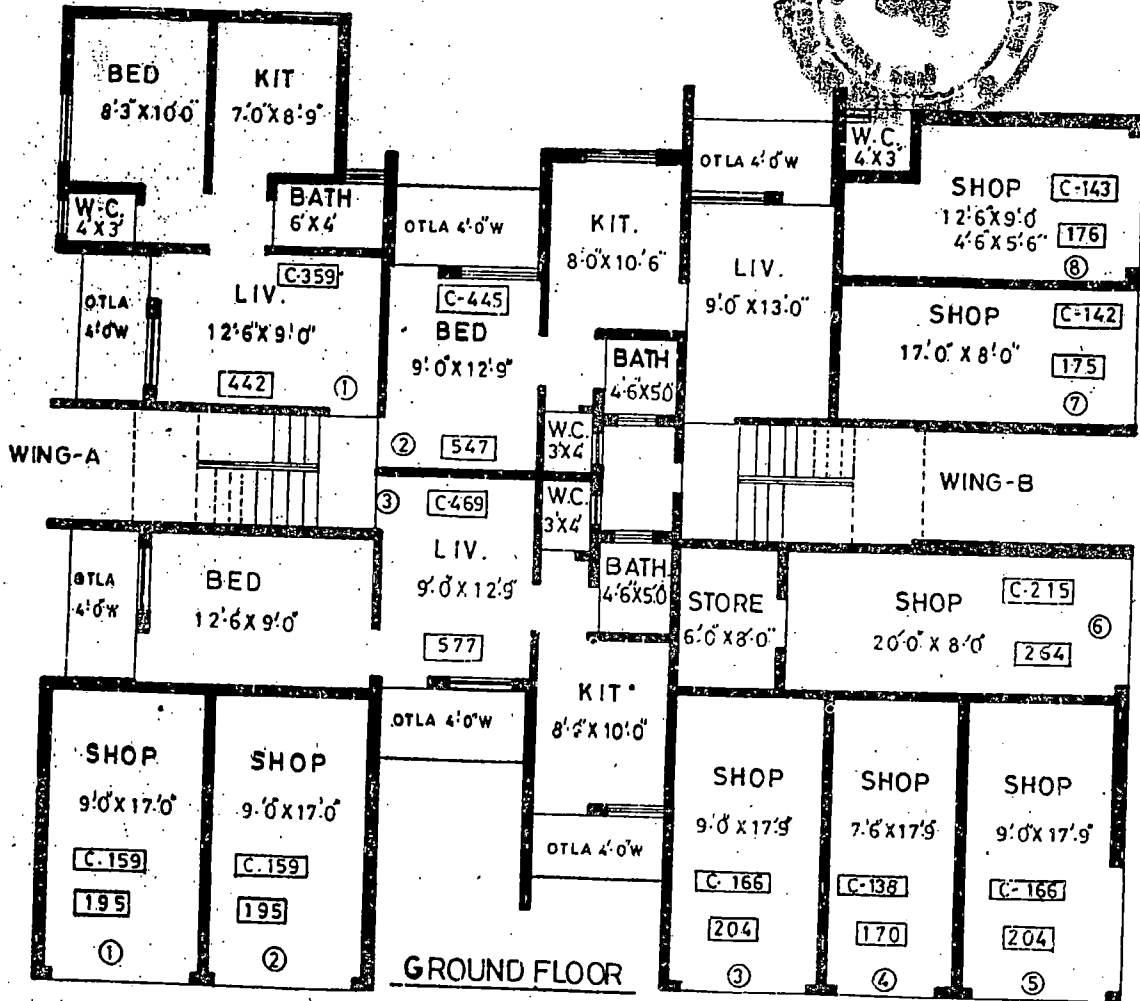 BED
8'3"X10'0"
KIT
7'0"X8'9"
W.C.
4'X3'
BATH
6'X4'
OTLA 4'0"W
C-359
LIV.
12'6"X9'0"
442
①
OTLA
4'0"W
C-445
BED
9'0"X12'9"
②
547
KIT.
8'0"X10'6"
BATH
4'6"X5'0
W.C.
3'X4'
OTLA 4'0"W
LIV.
9'0"X13'0"
W.C.
4'X3'
SHOP
12'6"X9'0
4'6"X5'6"
C-143
176
⑧
SHOP
17'0"X8'0"
C-142
175
⑦
WING-A
WING-B
③
C-469
LIV.
9'0"X12'9"
577
W.C.
3'X4'
BATH.
4'6"X5'0
OTLA
4'0"W
BED
12'6"X9'0"
STORE
6'0"X8'0"
SHOP
20'0"X8'0"
C-215
264
⑥
OTLA 4'0"W
KIT.
OTLA 4'0"W
SHOP
9'0"X17'0"
C.159
195
①
SHOP
9'0"X17'0"
C.159
195
②
SHOP
9'0"X17'9"
C-166
204
③
SHOP
7'6"X17'9"
C-138
170
④
SHOP
9'0"X17'9"
C-166
204
⑤
GROUND FLOOR